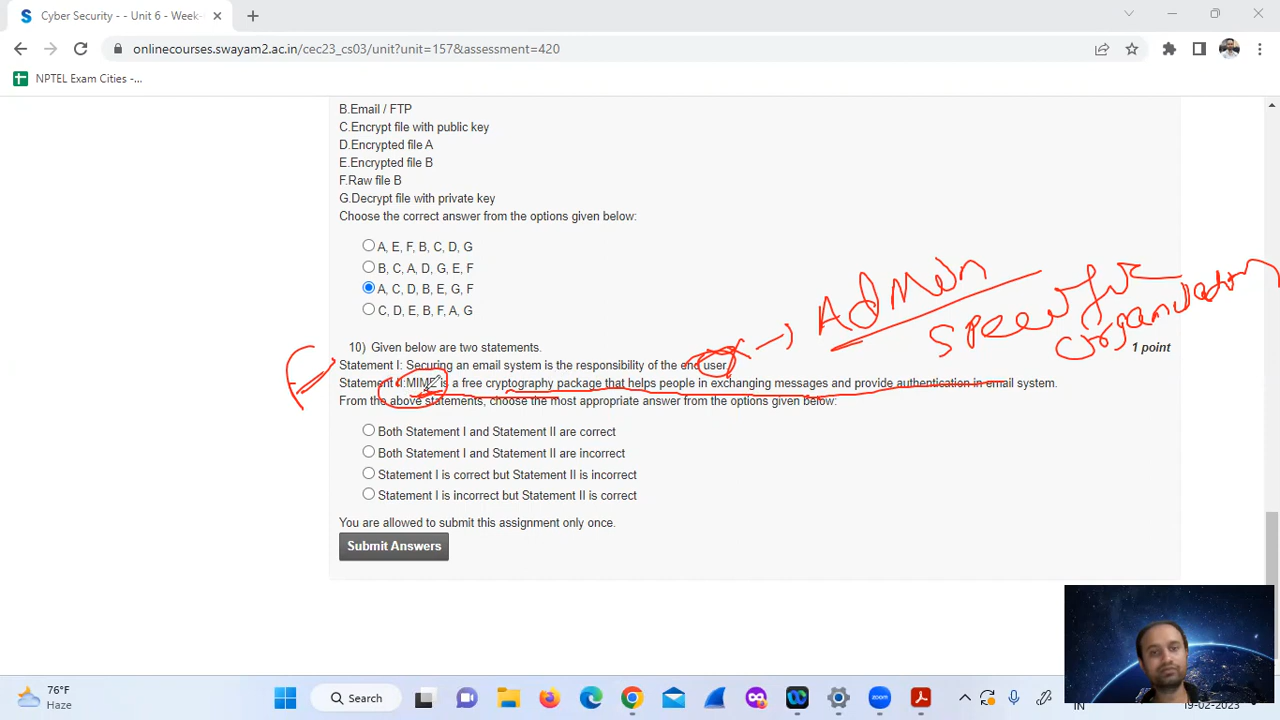 Cyber Security - - Unit 6 - Week-
onlinecourses.swayam2.ac.in/cec23_cs03/unit?unit=157&assessment=420
NPTEL Exam Cities -...
B.Email / FTP
C.Encrypt file with public key
D.Encrypted file A
E.Encrypted file B
F.Raw file B
G.Decrypt file with private key
Choose the correct answer from the options given below:
A, E, F, B, C, D, G
B, C, A, D, G, E, F
A, C, D, B, E, G, F
C, D, E, B, F, A, G
Admin
10) Given below are two statements.
1 point
Statement I: Securing an email system is the responsibility of the end user.
Statement II:MIME is a free cryptography package that helps people in exchanging messages and provide authentication in email system.
From the above statements, choose the most appropriate answer from the options given below:
Both Statement I and Statement II are correct
Both Statement I and Statement II are incorrect
Statement I is correct but Statement II is incorrect
Statement I is incorrect but Statement II is correct
You are allowed to submit this assignment only once.
Submit Answers
76°F
Haze
Search
IN
19-02-2023